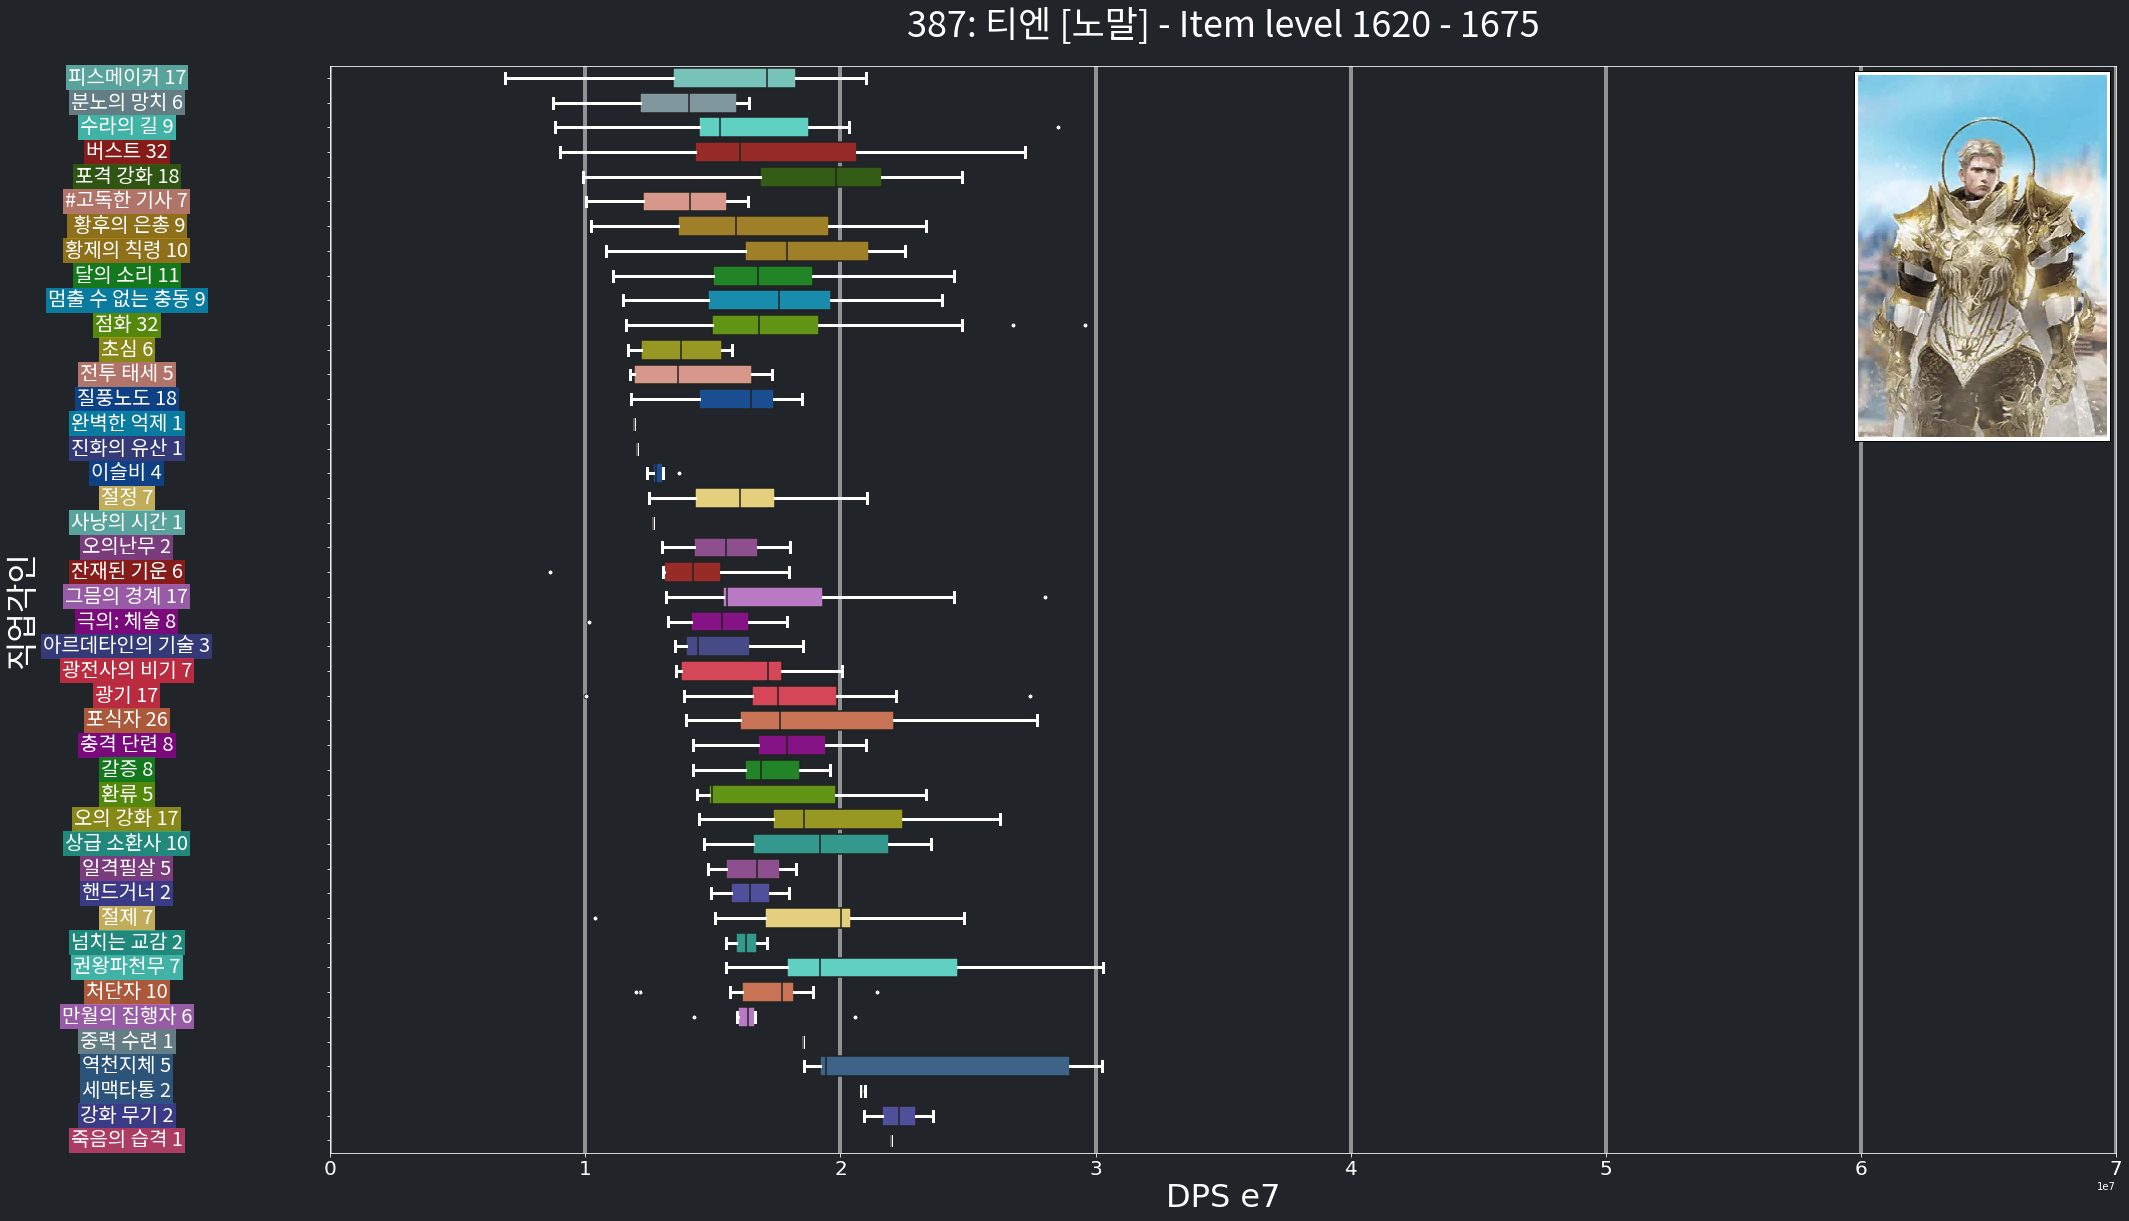 387: 티엔 [노말] - Item level 1620 - 1675
피스메이커 17
분노의 망치 6
수라의 길 9
버스트 32
포격 강화 18
#고독한 기사 7
황후의 은총 9
황제의 칙령 10
달의 소리 11
멈출 수 없는 충동 9
점화 32
초심 6
전투 태세 5
질풍노도 18
완벽한 억제 1
진화의 유산 1
이슬비 4
절정 7
사냥의 시간 1
오의난무 2
잔재된 기운 6
그믐의 경계 17
극의: 체술 8
아르데타인의 기술 3
광전사의 비기 7
광기 17
포식자 26
충격 단련 8
갈증 8
환류 5
오의 강화 17
상급 소환사 10
일격필살 5
핸드거너 2
절제 7
넘치는 교감 2
권왕파천무 7
처단자 10
만월의 집행자 6
중력 수련 1
역천지체 5
세맥타통 2
강화 무기 2
죽음의 습격 1
직업각인
0 1 2 3 4 5 6 7
1e7
DPS e7